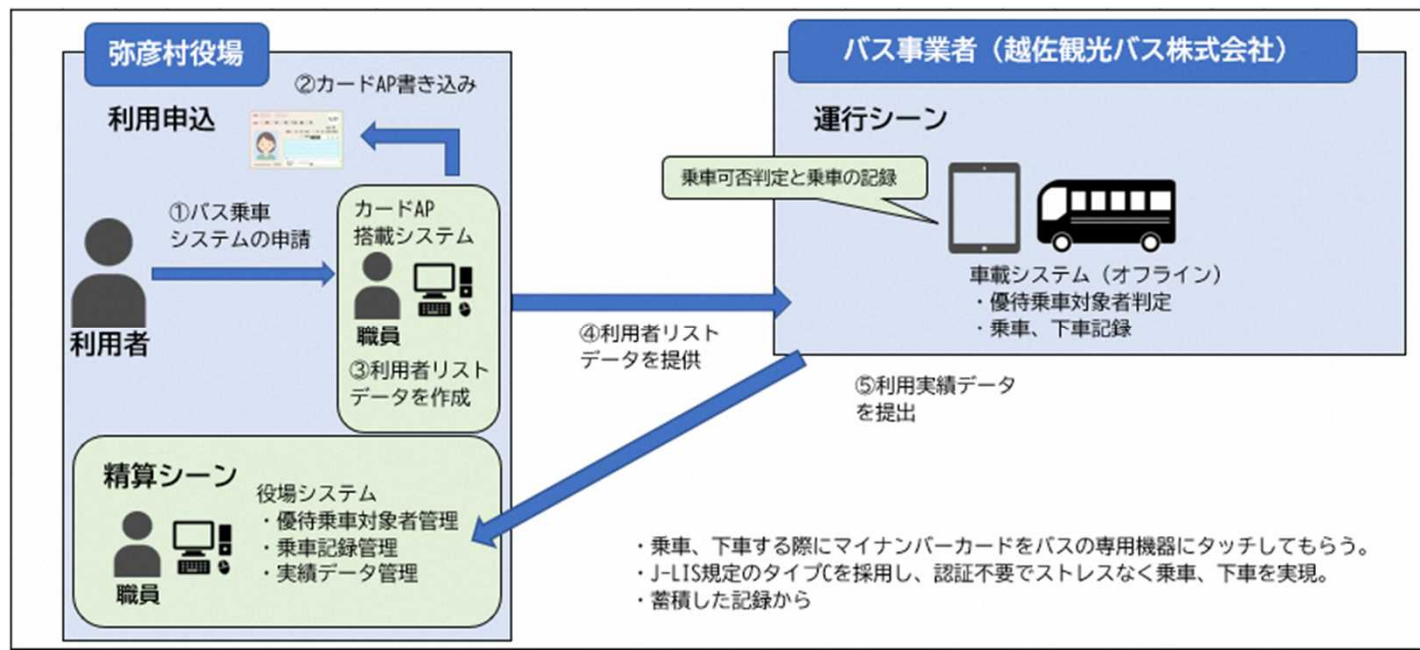 弥彦村役場
②カードAP書き込み
利用申込
①バス乗車
システムの申請
利用者
カードAP
搭載システム
職員
③利用者リスト
データを作成
④利用者リスト
データを提供
バス事業者（越佐観光バス株式会社）
運行シーン
乗車可否判定と乗車の記録
車載システム（オフライン）
・優待乗車対象者判定
・乗車、下車記録
⑤利用実績データ
を提出
精算シーン
役場システム
・優待乗車対象者管理
・乗車記録管理
・実績データ管理
職員
・乗車、下車する際にマイナンバーカードをバスの専用機器にタッチしてもらう。
・J-LIS規定のタイプCを採用し、認証不要でストレスなく乗車、下車を実現。
・蓄積した記録から